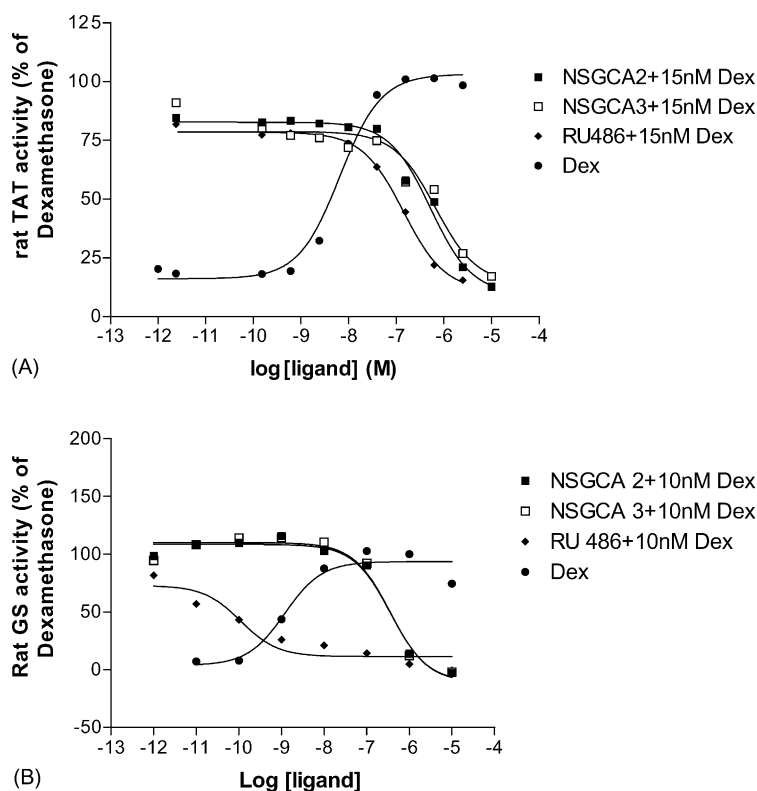 125
100
75
50
25
0
-13
-12
-11
-10
-9
-8
-7
-6
-5
-4
rat TAT activity (% of
Dexamethasone)
log[ligand] (M)
NSGCA2+15nM Dex
NSGCA3+15nM Dex
RU486+15nM Dex
Dex
(A)
200
150
100
50
0
-50
-13
-12
-11
-10
-9
-8
-7
-6
-5
-4
Rat GS activity (% of
Dexamethasone)
Log [ligand]
NSGCA 2+10nM Dex
NSGCA 3+10nM Dex
RU 486+10nM Dex
Dex
(B)